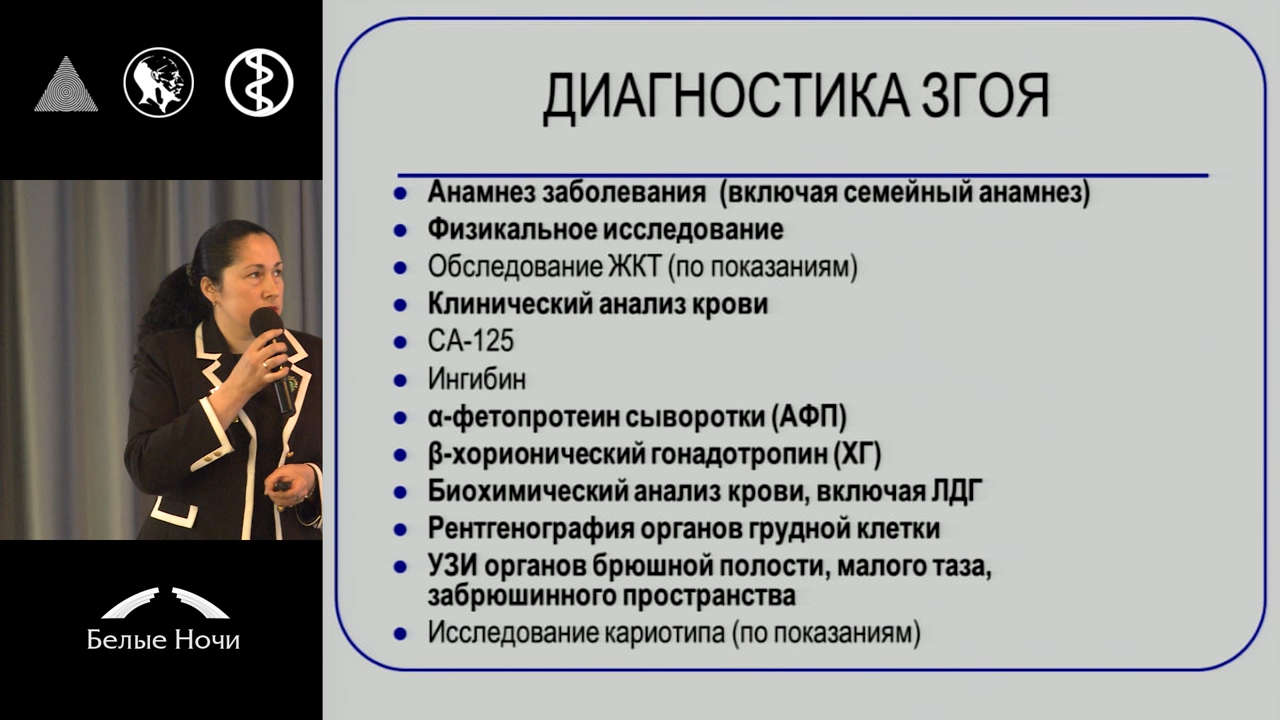 ДИАГНОСТИКА ЗГОЯ
Анамнез заболевания (включая семейный анамнез)
Физикальное исследование
Обследование ЖКТ (по показаниям)
Клинический анализ крови
СА-125
Ингибин
α-фетопротеин сыворотки (АФП)
β-хорионический гонадотропин (ХГ)
Биохимический анализ крови, включая ЛДГ
Рентгенография органов грудной клетки
УЗИ органов брюшной полости, малого таза,
забрюшинного пространства
Исследование кариотипа (по показаниям)
Белые Ночи